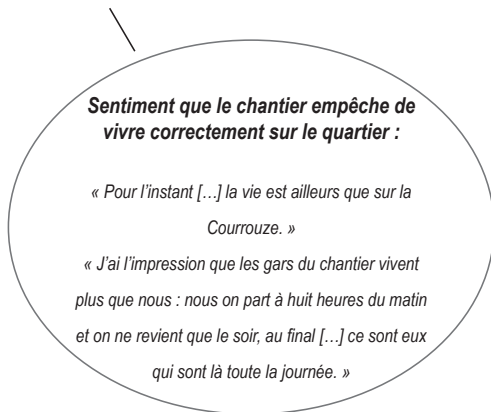 Sentiment que le chantier empêche de
vivre correctement sur le quartier :
« Pour l’instant […] la vie est ailleurs que sur la
Courrouze. »
« J’ai l’impression que les gars du chantier vivent
plus que nous : nous on part à huit heures du matin
et on ne revient que le soir, au final […] ce sont eux
qui sont là toute la journée. »